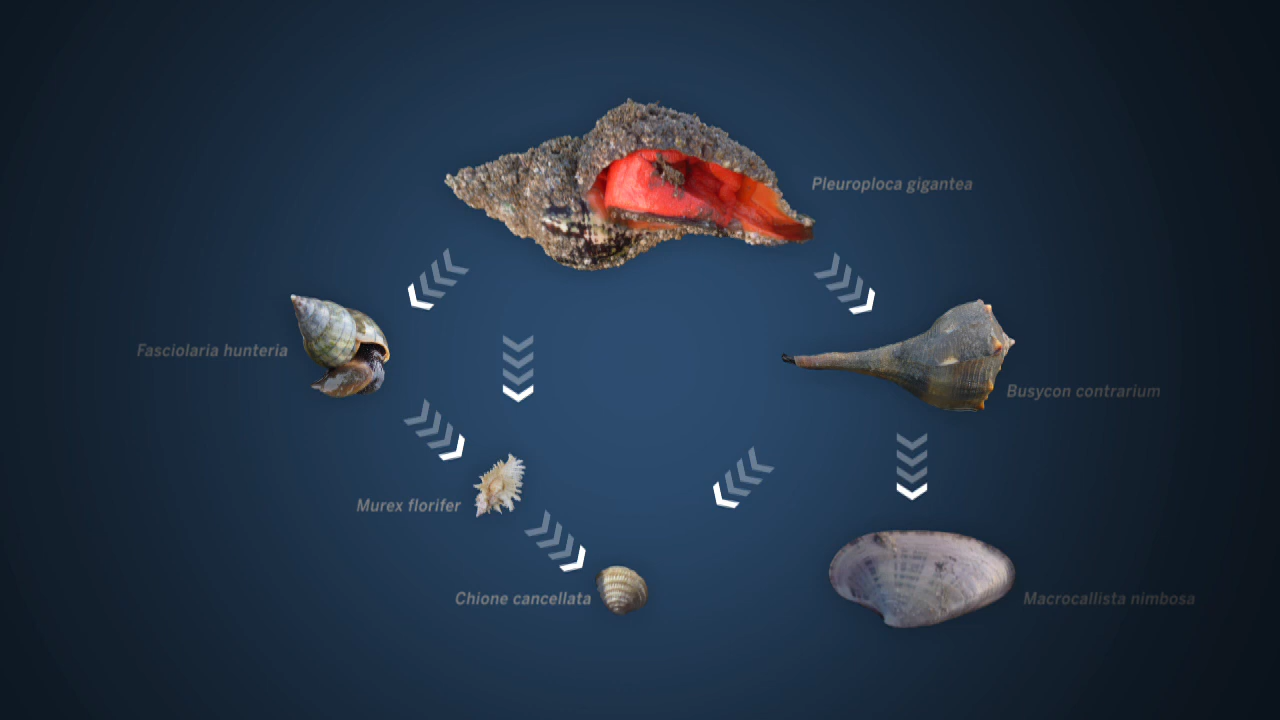 Pleuroploca gigantea
Fasciolaria hunteria
Busycon contrarium
Murex florifer
Chione cancellata
Macrocallista nimbosa